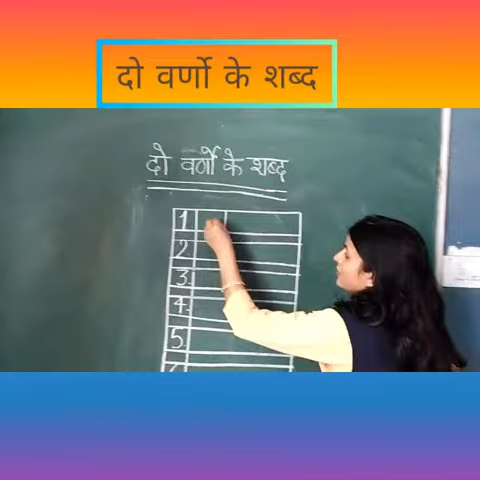 दो वर्णो के शब्द
दो वर्णो के शब्द
1
2
3.
4.
5.